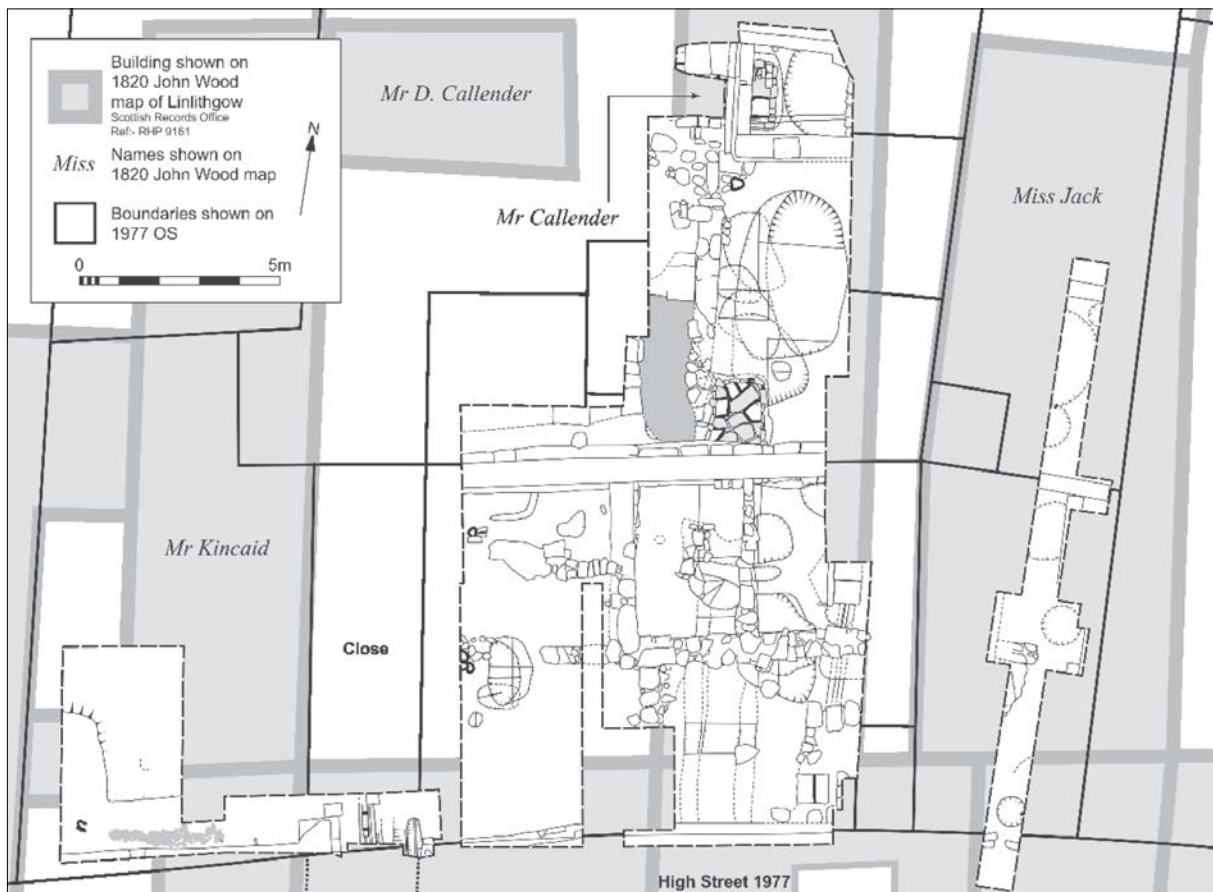 Building shown on
1820 John Wood
map of Linlithgow
Scottish Records Office
Ref:- RHP 9161
N
Miss
Names shown on
1820 John Wood map
Boundaries shown on
1977 OS
0 5m
Mr D. Callender
Mr Callender
Miss Jack
Mr Kincaid
Close
High Street 1977